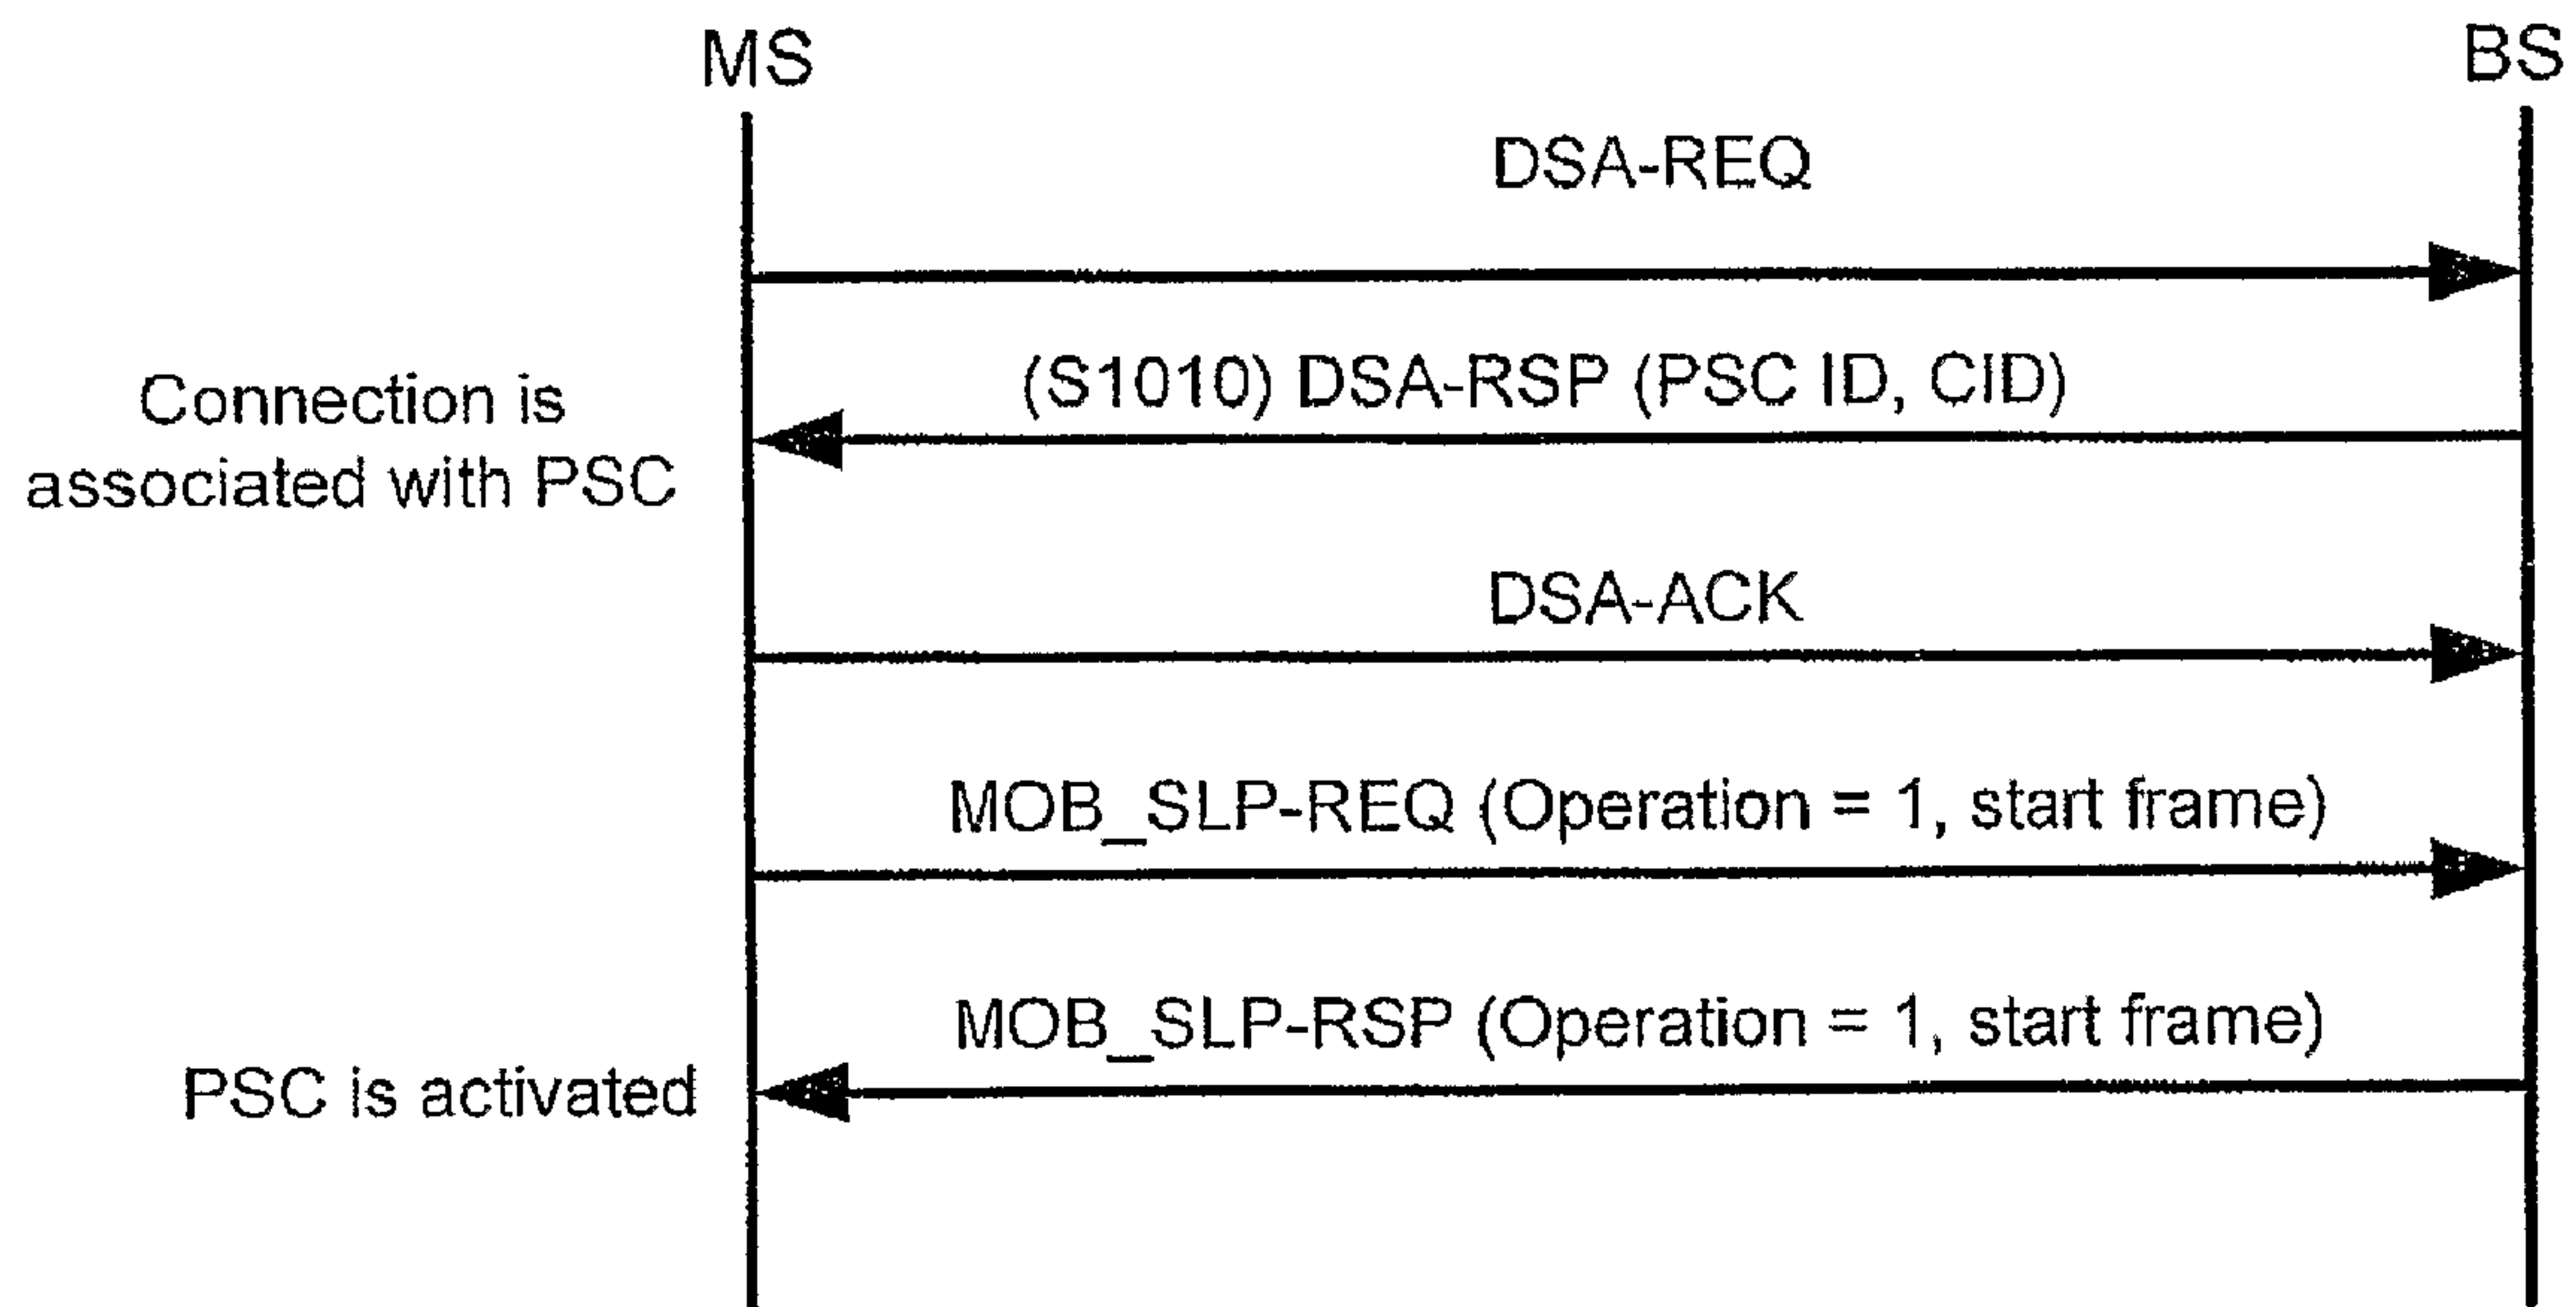 MS
BS
DSA-REQ
(S1010) DSA-RSP (PSC ID, CID)
Connection is
associated with PSC
DSA-ACK
MOB_SLP-REQ (Operation = 1, start frame)
MOB_SLP-RSP (Operation = 1, start frame)
PSC is activated